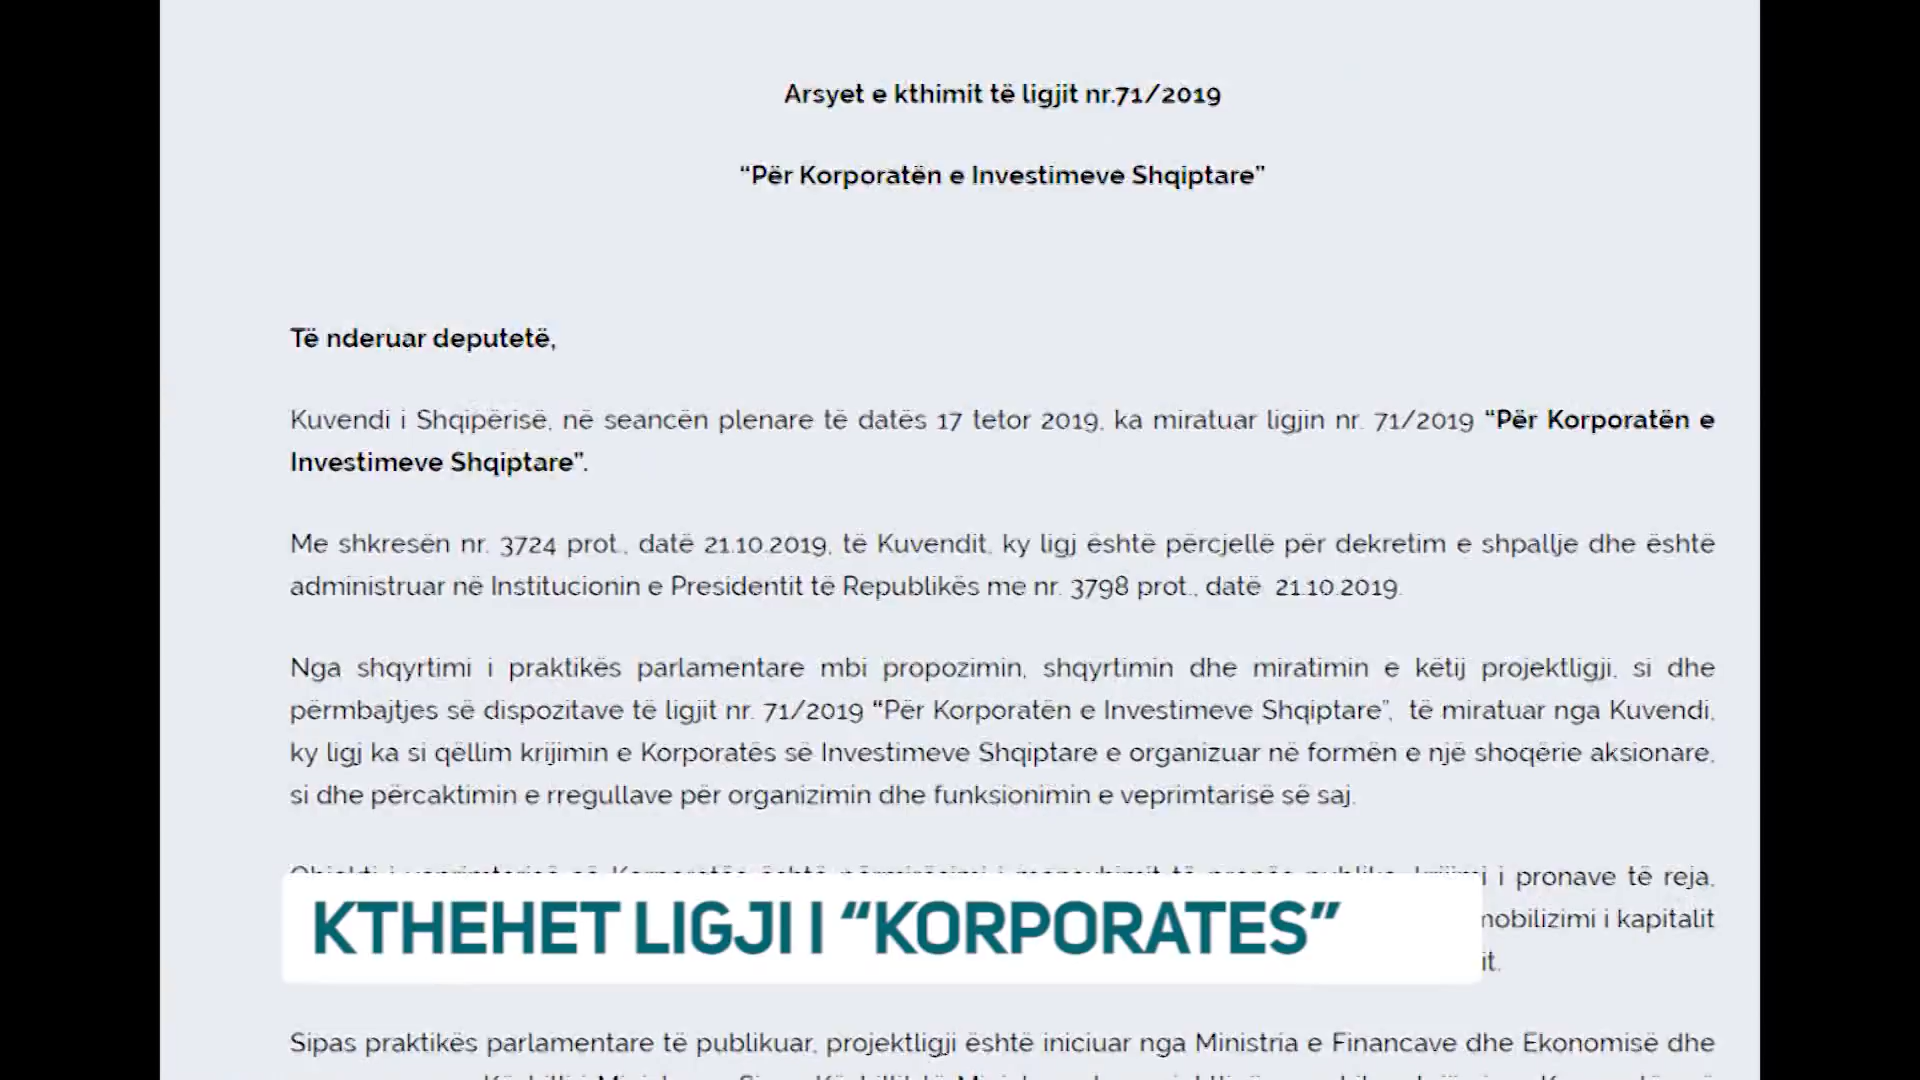 Arsyet e kthimit të ligjit nr.71/2019
“Për Korporatën e Investimeve Shqiptare”
Të nderuar deputetë,
Kuvendi i Shqipërisë, në seancën plenare të datës 17 tetor 2019, ka miratuar ligjin nr. 71/2019 “Për Korporatën e
Investimeve Shqiptare”.
Me shkresën nr. 3724 prot., datë 21.10.2019, të Kuvendit, ky ligj është përcjellë për dekretim e shpallje dhe është
administruar në Institucionin e Presidentit të Republikës me nr. 3798 prot., datë 21.10.2019.
Nga shqyrtimi i praktikës parlamentare mbi propozimin, shqyrtimin dhe miratimin e këtij projektligji, si dhe
përmbajtjes së dispozitave të ligjit nr. 71/2019 “Për Korporatën e Investimeve Shqiptare”, të miratuar nga Kuvendi,
ky ligj ka si qëllim krijimin e Korporatës së Investimeve Shqiptare e organizuar në formën e një shoqërie aksionare,
si dhe përcaktimin e rregullave për organizimin dhe funksionimin e veprimtarisë së saj.
i pronave të reja,
KTHEHET LIGJI I “KORPORATES”
i kapitalit
Sipas praktikës parlamentare të publikuar, projektligji është iniciuar nga Ministria e Financave dhe Ekonomisë dhe